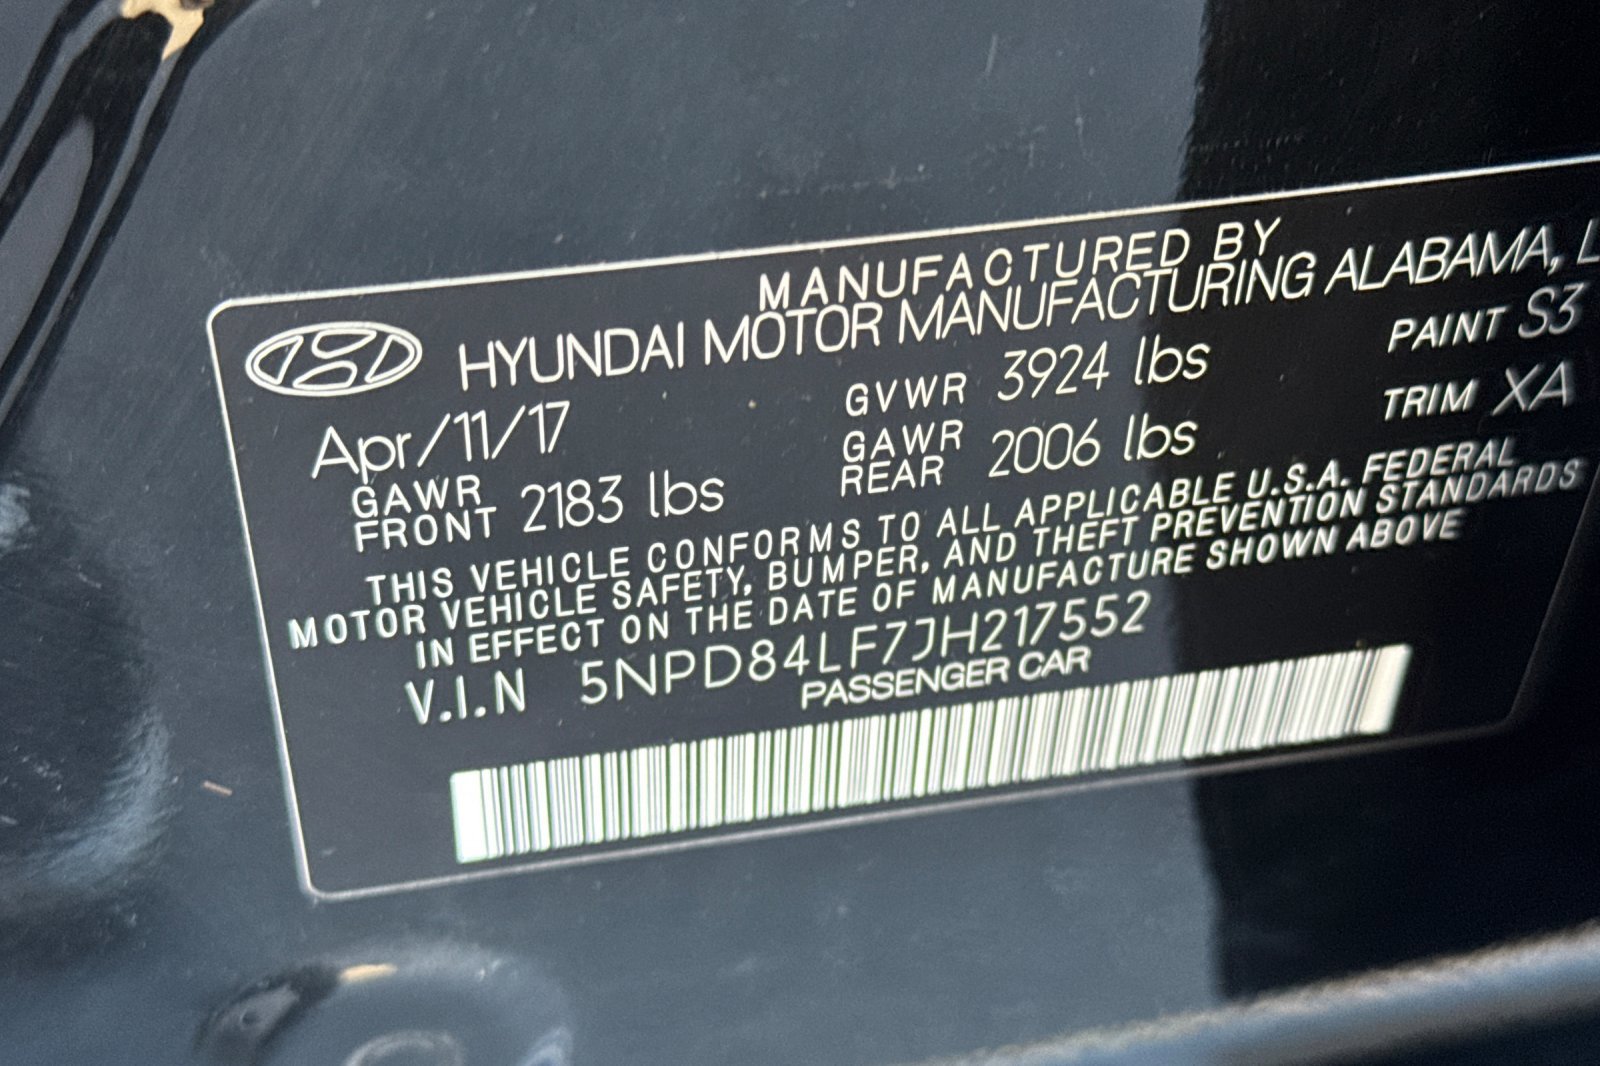 MANUFACTURED BY
HYUNDAI MOTOR MANUFACTURING ALABAMA, L
Apr/11/17 GVWR 3924 lbs PAINT S3
GAWR FRONT 2183 lbs GAWR REAR 2006 lbs TRIM XA
THIS VEHICLE CONFORMS TO ALL APPLICABLE U.S.A. FEDERAL
MOTOR VEHICLE SAFETY, BUMPER, AND THEFT PREVENTION STANDARDS
IN EFFECT ON THE DATE OF MANUFACTURE SHOWN ABOVE
V.I.N 5NPD84LF7JH217552
PASSENGER CAR